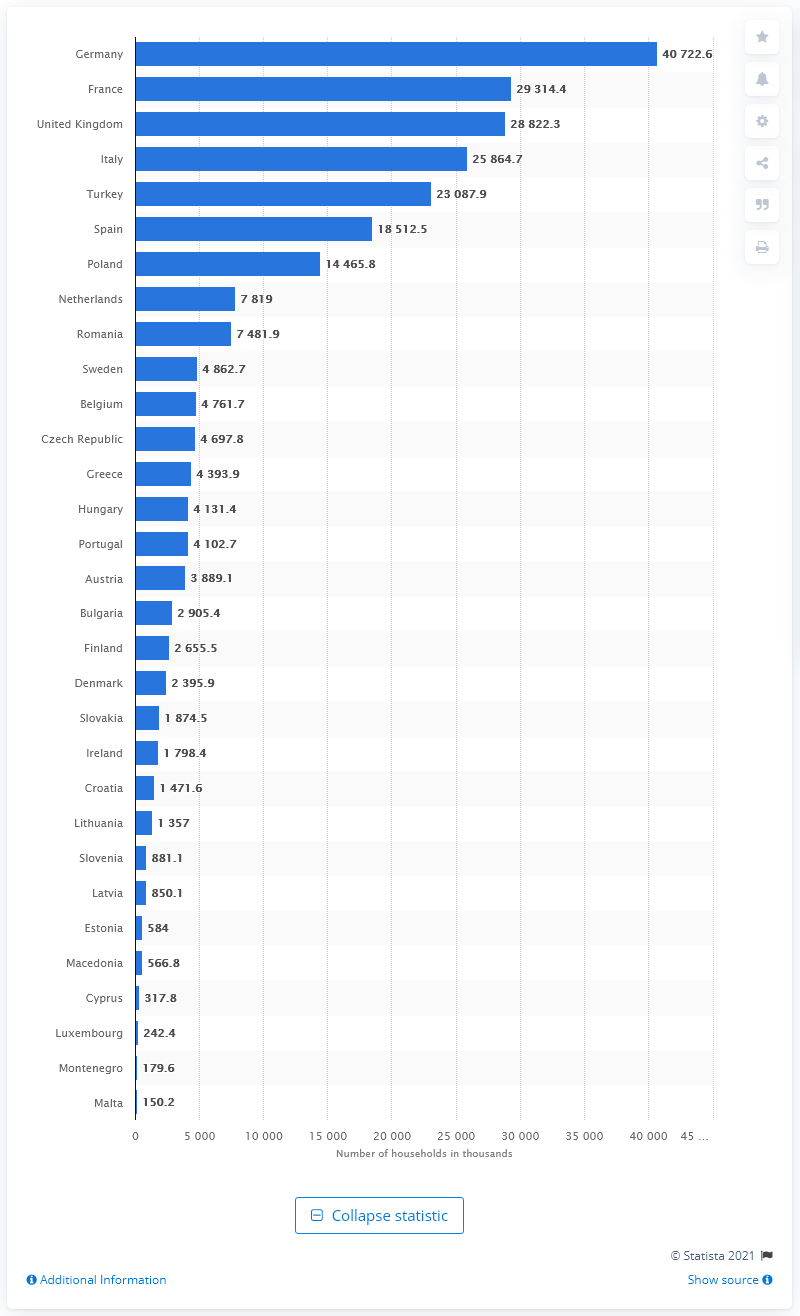 Germany 40 722.6
France 29 314.4
United Kingdom 28 822.3
Italy 25 864.7
Turkey 23 087.9
Spain 18 512.5
Poland 14 465.8
Netherlands 7 819
Romania 7 481.9
Sweden 4 862.7
Belgium 4 761.7
Czech Republic 4 697.8
Greece 4 393.9
Hungary 4 131.4
Portugal 4 102.7
Austria 3 889.1
Bulgaria 2 905.4
Finland 2 655.5
Denmark 2 395.9
Slovakia 1 874.5
Ireland 1 798.4
Croatia 1 471.6
Lithuania 1 357
Slovenia 881.1
Latvia 850.1
Estonia 584
Macedonia 566.8
Cyprus 317.8
Luxembourg 242.4
Montenegro 179.6
Malta 150.2
0 5 000 10 000 15 000 20 000 25 000 30 000 35 000 40 000 45 ...
Number of households in thousands
Collapse statistic
© Statista 2021
Additional Information Show source